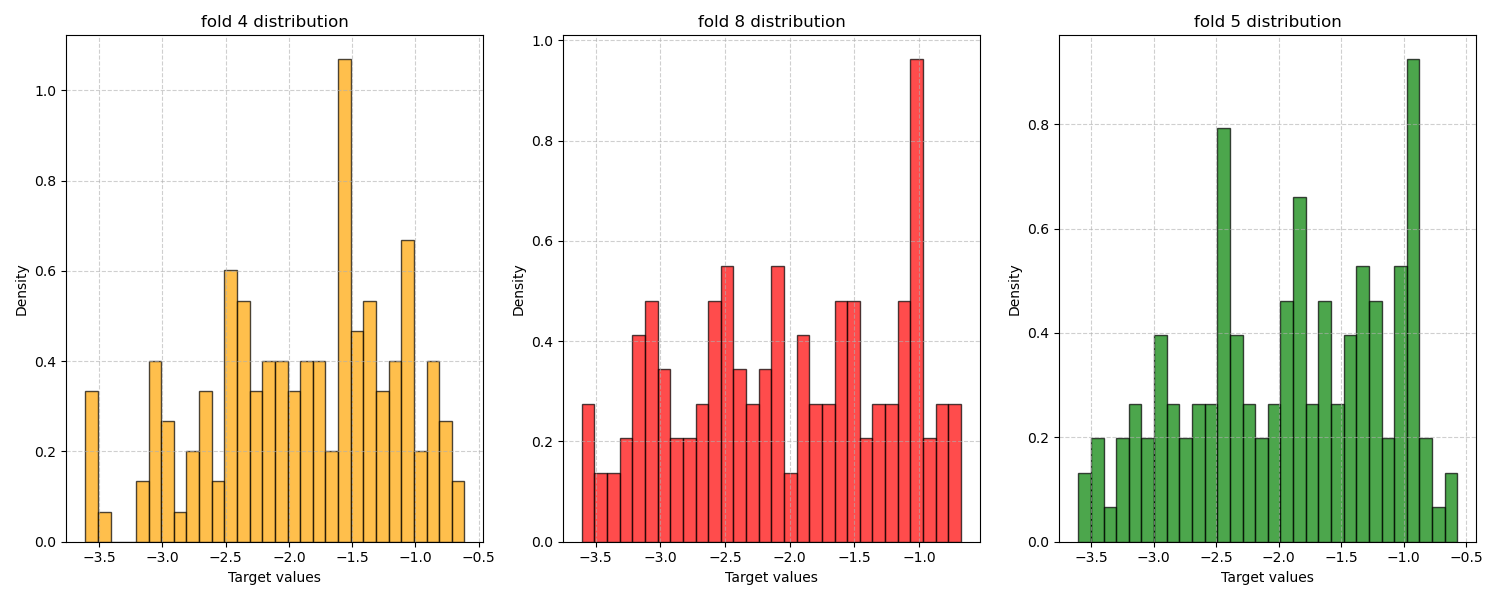 fold 4 distribution
Density
1.0
0.8
0.6
0.4
0.2
0.0
−3.5 −3.0 −2.5 −2.0 −1.5 −1.0 −0.5
Target values
fold 8 distribution
Density
1.0
0.8
0.6
0.4
0.2
0.0
−3.5 −3.0 −2.5 −2.0 −1.5 −1.0
Target values
fold 5 distribution
Density
0.8
0.6
0.4
0.2
0.0
−3.5 −3.0 −2.5 −2.0 −1.5 −1.0 −0.5
Target values